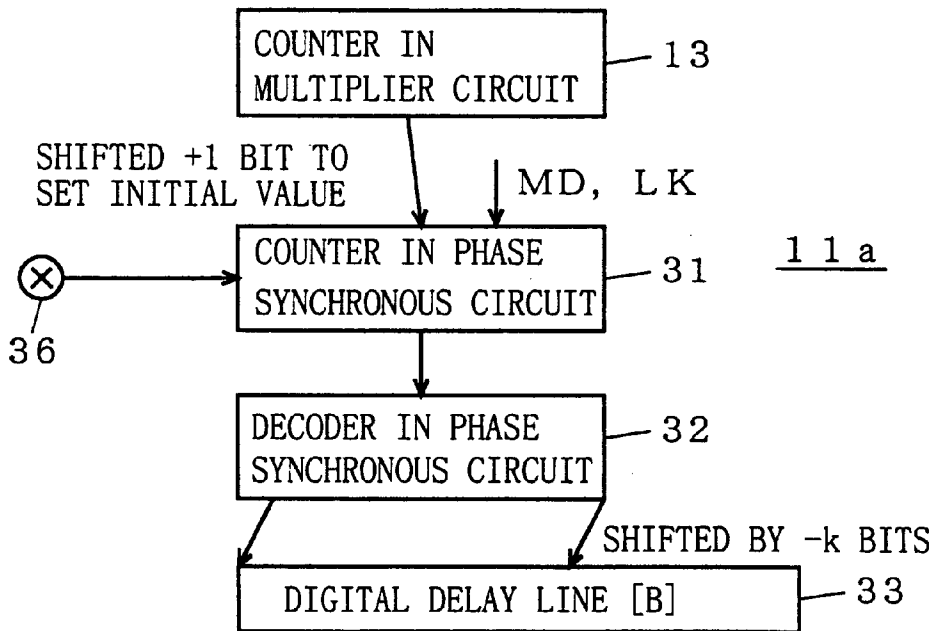 COUNTER IN
MULTIPLIER CIRCUIT
13
SHIFTED +1 BIT TO
SET INITIAL VALUE
MD, LK
COUNTER IN PHASE
SYNCHRONOUS CIRCUIT
31
11a
36
DECODER IN PHASE
SYNCHRONOUS CIRCUIT
32
SHIFTED BY -k BITS
DIGITAL DELAY LINE [B]
33